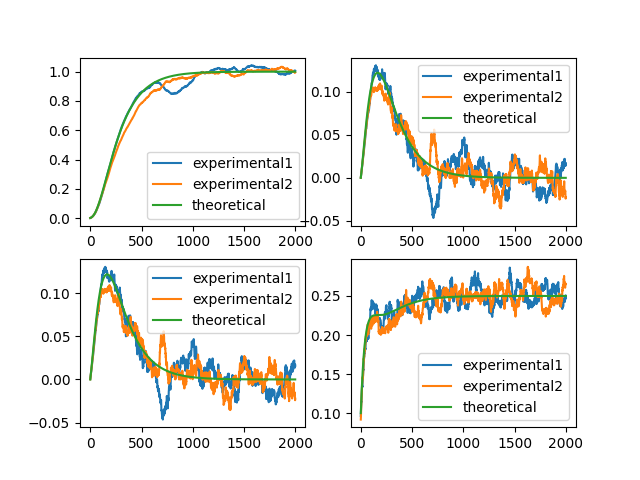 1.0
0.8
0.6
0.4
0.2
0.0
0 500 1000 1500 2000
experimental1
experimental2
theoretical
0.10
0.05
0.00
−0.05
0 500 1000 1500 2000
experimental1
experimental2
theoretical
0.10
0.05
0.00
−0.05
0 500 1000 1500 2000
experimental1
experimental2
theoretical
0.25
0.20
0.15
0.10
0 500 1000 1500 2000
experimental1
experimental2
theoretical